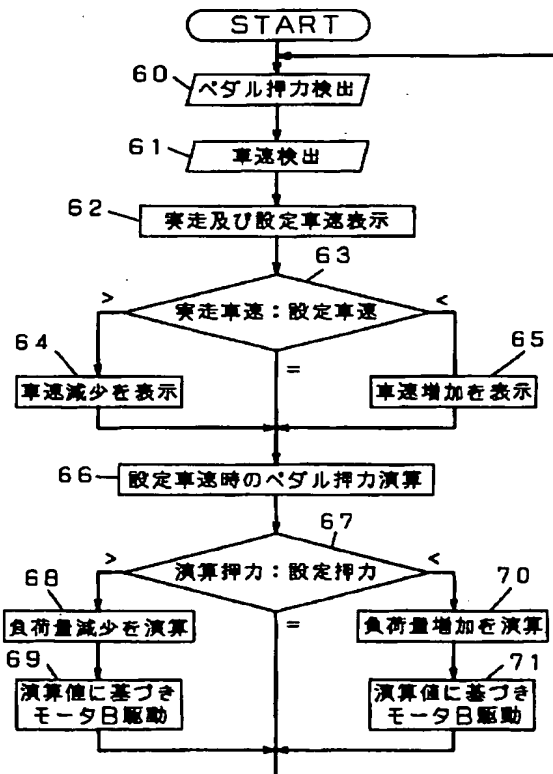 START
60
ペダル押力検出
61
車速検出
62
実走及び設定車速表示
63
> 実走車速：設定車速 <
64
65
=
車速減少を表示
車速増加を表示
66
設定車速時のペダル押力演算
67
> 演算押力：設定押力 <
68
70
=
負荷量減少を演算
負荷量増加を演算
69
71
演算値に基づき
モータB駆動
演算値に基づき
モータB駆動